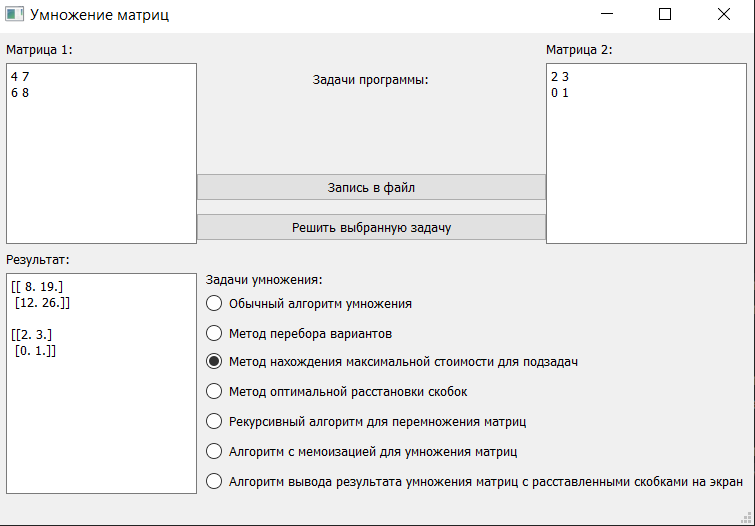 Умножение матриц
Матрица 1:
4 7
6 8
Задачи программы:
Матрица 2:
2 3
0 1
Запись в файл
Решить выбранную задачу
Результат:
[[ 8. 19.]
[12. 26.]]
[[2. 3.]
[0. 1.]]
Задачи умножения:
Обычный алгоритм умножения
Метод перебора вариантов
Метод нахождения максимальной стоимости для подзадач
Метод оптимальной расстановки скобок
Рекурсивный алгоритм для перемножения матриц
Алгоритм с мемоизацией для умножения матриц
Алгоритм вывода результата умножения матриц с расставленными скобками на экран